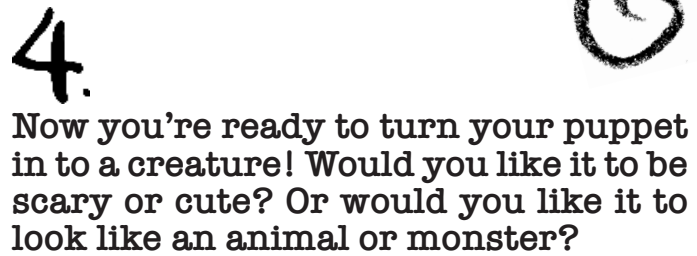 4.
Now you’re ready to turn your puppet
in to a creature! Would you like it to be
scary or cute? Or would you like it to
look like an animal or monster?